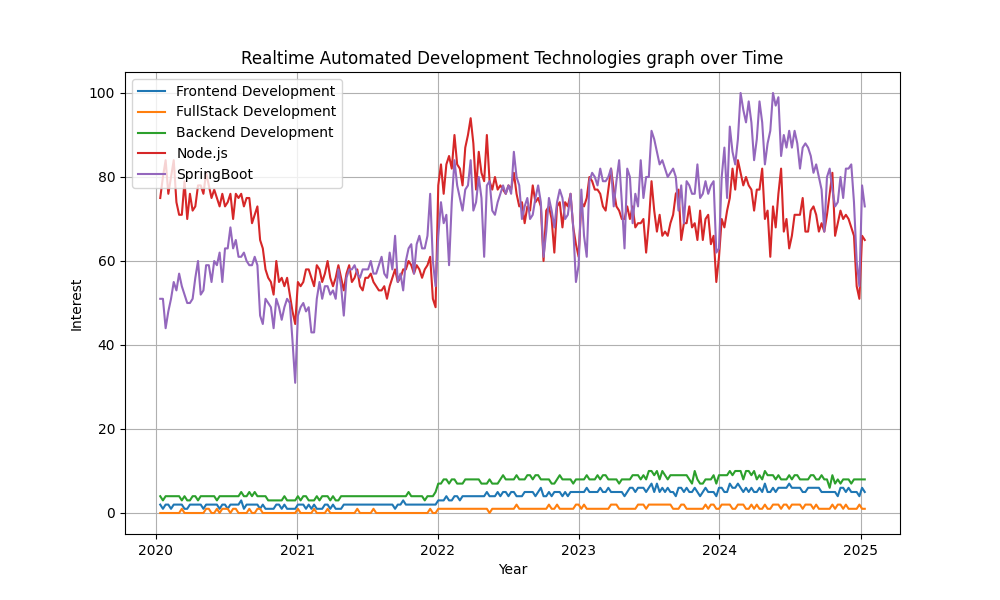 Realtime Automated Development Technologies graph over Time
Frontend Development
FullStack Development
Backend Development
Node.js
SpringBoot
100
80
60
40
20
0
Interest
2020 2021 2022 2023 2024 2025
Year